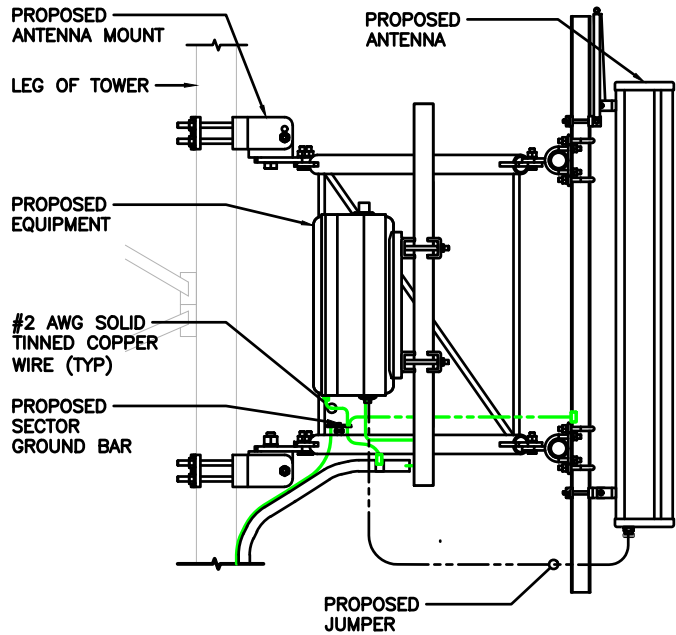 PROPOSED
ANTENNA MOUNT
PROPOSED
ANTENNA
LEG OF TOWER
PROPOSED
EQUIPMENT
#2 AWG SOLID
TINNED COPPER
WIRE (TYP)
PROPOSED
SECTOR
GROUND BAR
PROPOSED
JUMPER